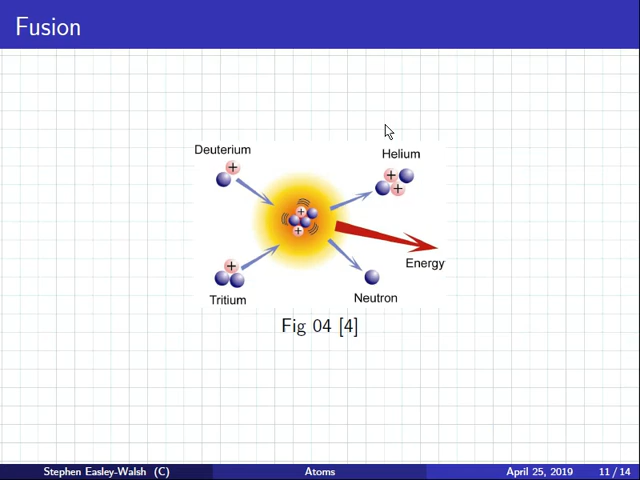 Fusion
Deuterium
Helium
Energy
Tritium
Neutron
Fig 04 [4]
Stephen Easley-Walsh (C) Atoms April 25, 2019 11 / 14